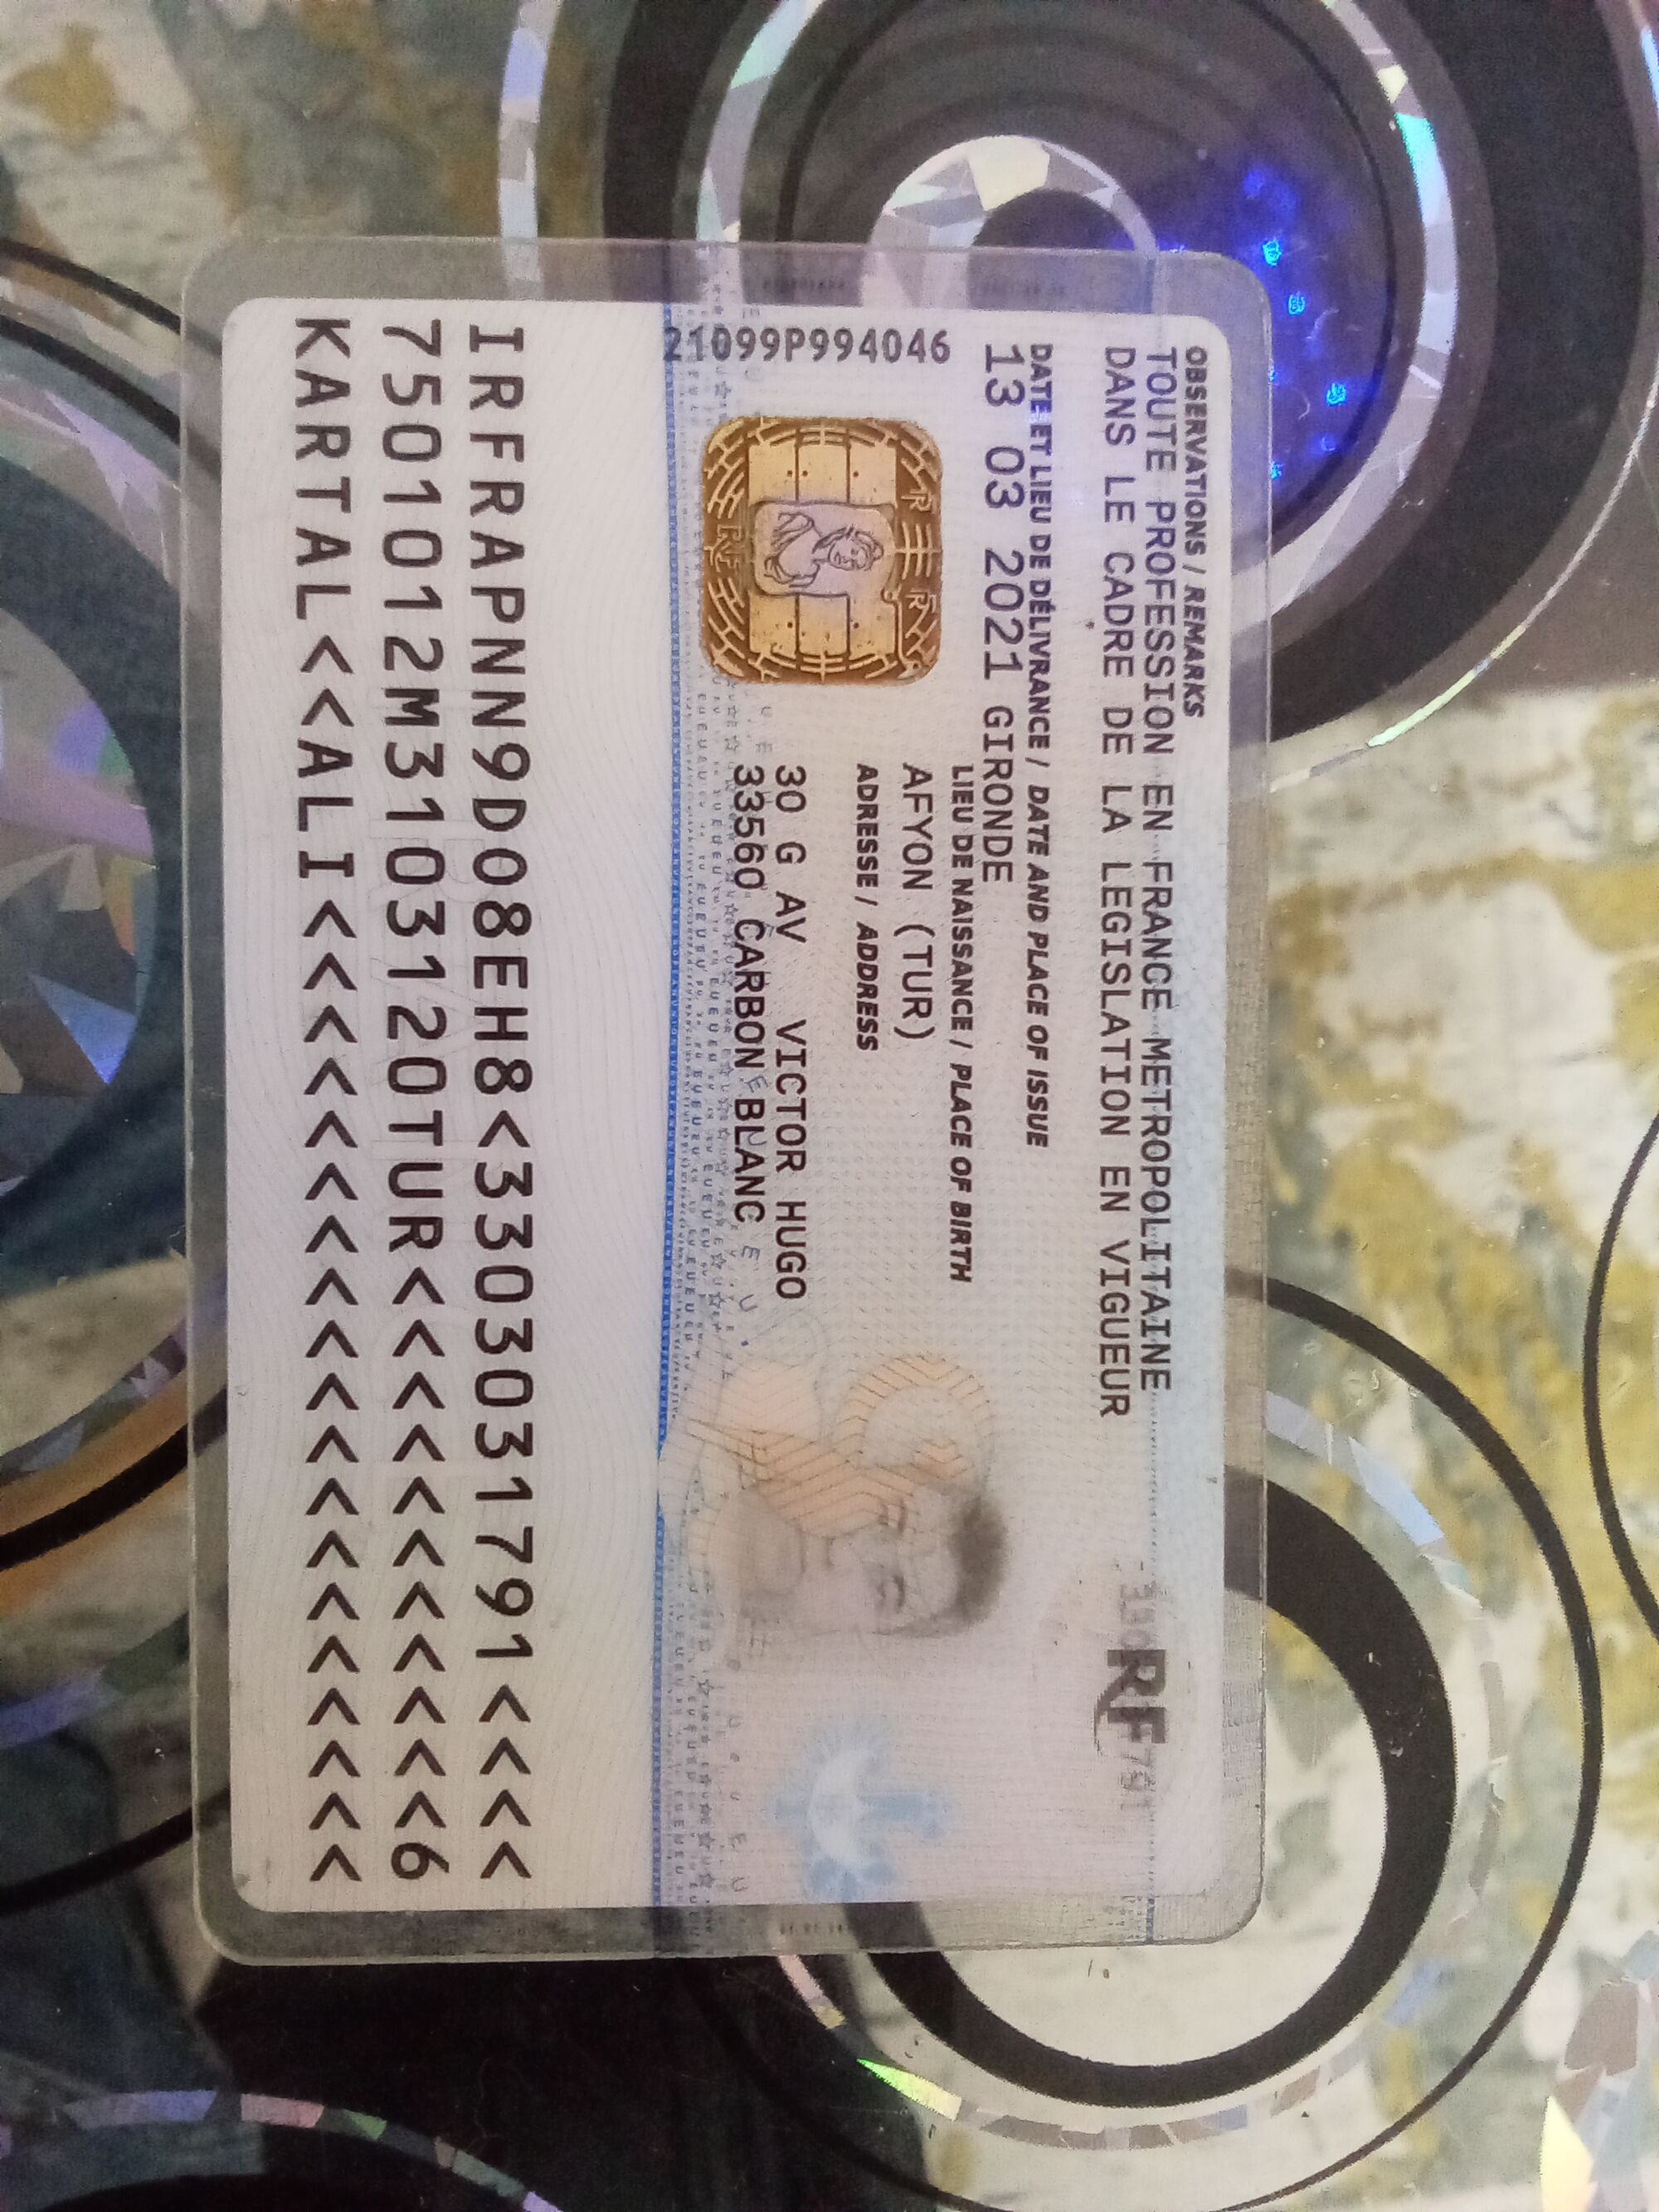 OBSERVATIONS / REMARKS
TOUTE PROFESSION EN FRANCE METROPOLITAINE
DANS LE CADRE DE LA LEGISLATION EN VIGUEUR
RF
DATE ET LIEU DE DÉLIVRANCE / DATE AND PLACE OF ISSUE
13 03 2021 GIRONDE
LIEU DE NAISSANCE / PLACE OF BIRTH
AFYON (TUR)
ADRESSE / ADDRESS
30 G AV VICTOR HUGO
33560 CARBON BLANC
21099P994046
IRFRAPNN9D08EH8<3303031791<<<<
7501012M3103120TUR<<<<<<<<<<<6
KARTAL<<ALI<<<<<<<<<<<<<<<<<<<